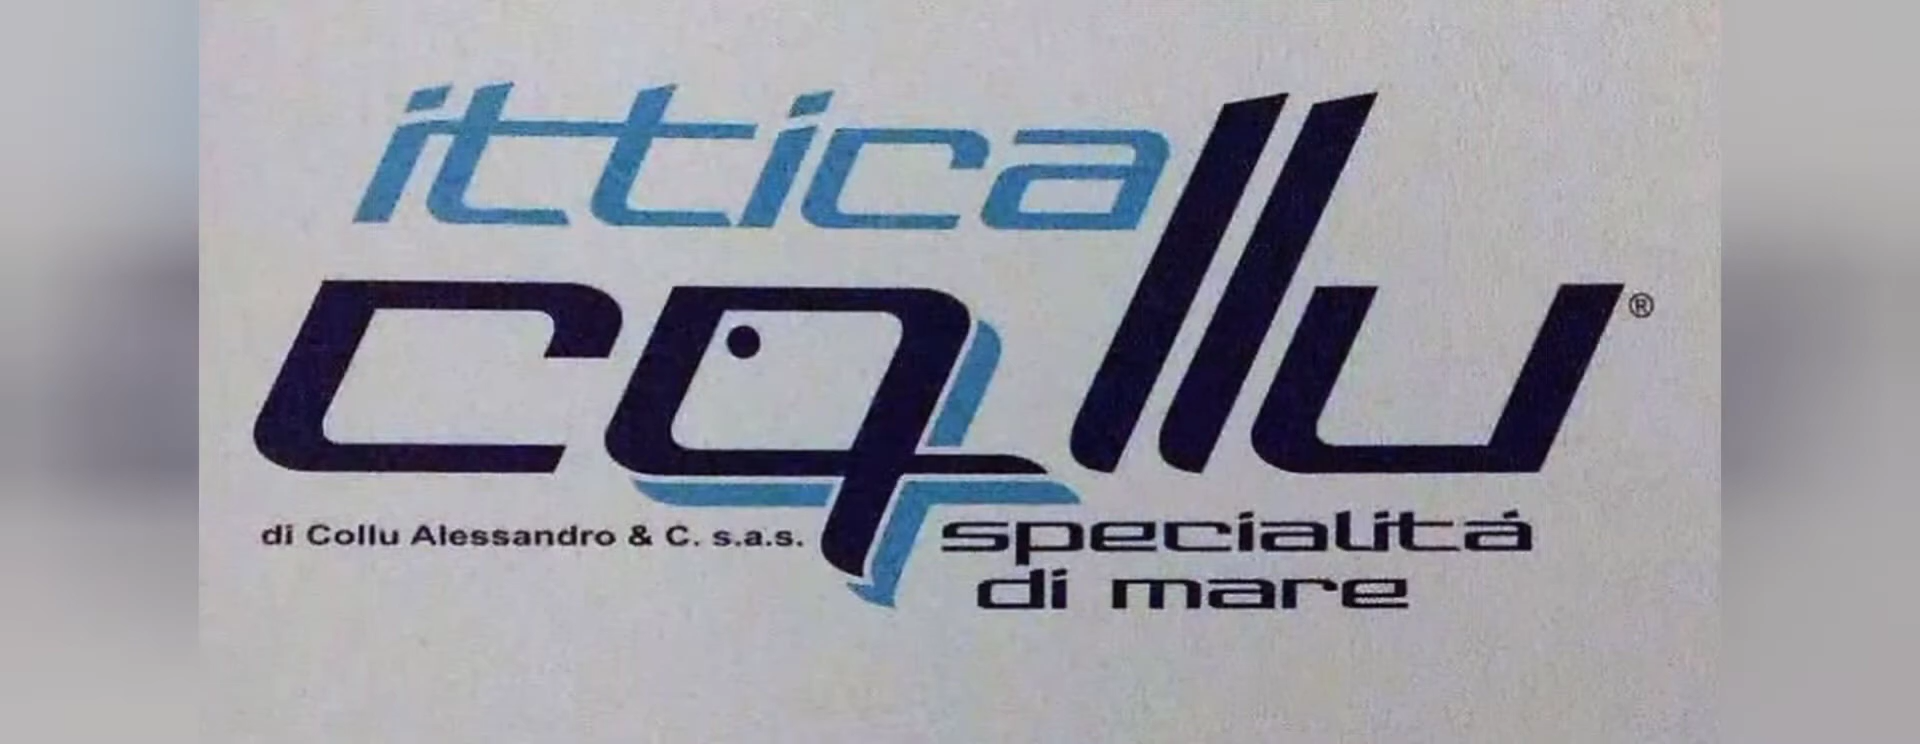 ittica
collu®
di Collu Alessandro & C. s.a.s.
specialitá
di mare